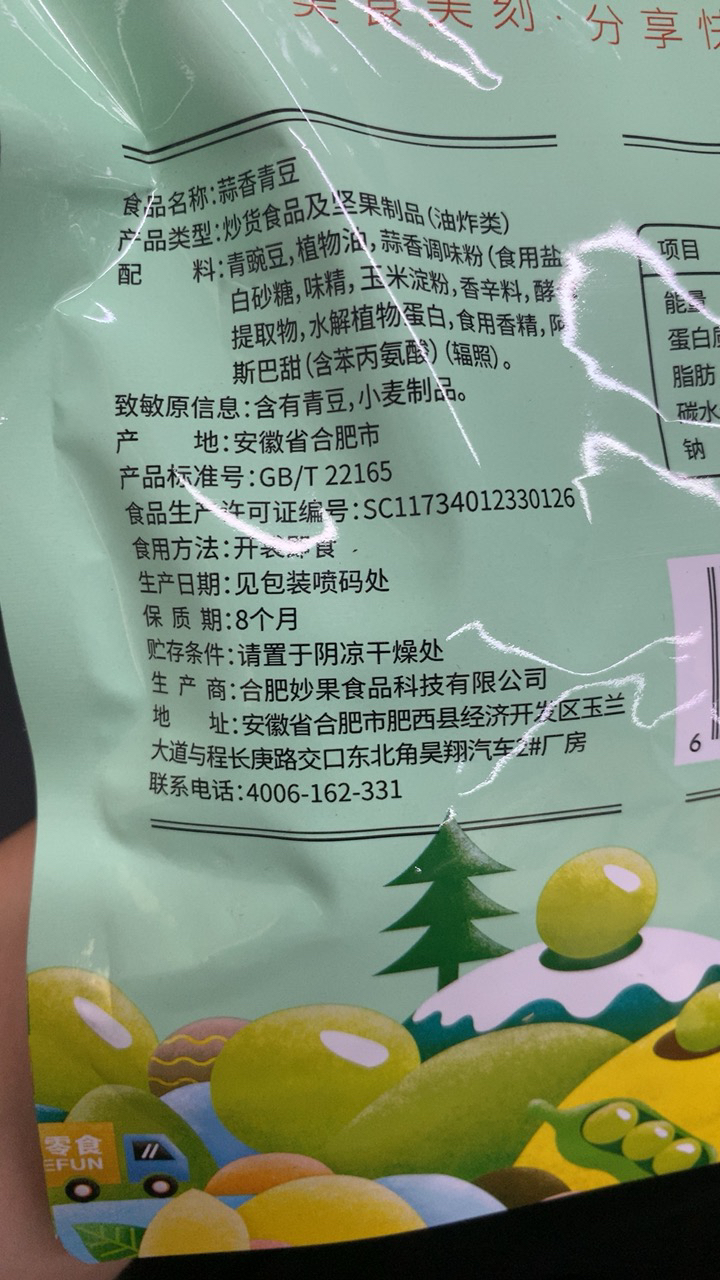 美食美刻·分享快
食品名称:蒜香青豆
产品类型:炒货食品及坚果制品(油炸类)
配 料:青豌豆,植物油,蒜香调味粉(食用盐
白砂糖,味精,玉米淀粉,香辛料,酵
提取物,水解植物蛋白,食用香精,阿
斯巴甜(含苯丙氨酸)(辐照)。
致敏原信息:含有青豆,小麦制品。
产 地:安徽省合肥市
产品标准号:GB/T 22165
食品生产许可证编号:SC11734012330126
食用方法:开袋即食
生产日期:见包装喷码处
保质期:8个月
贮存条件:请置于阴凉干燥处
生产商:合肥妙果食品科技有限公司
地 址:安徽省合肥市肥西县经济开发区玉兰
大道与程长庚路交口东北角昊翔汽车2#厂房
联系电话:4006-162-331
项目
能量
蛋白质
脂肪
碳水
钠
6
零食
EFUN